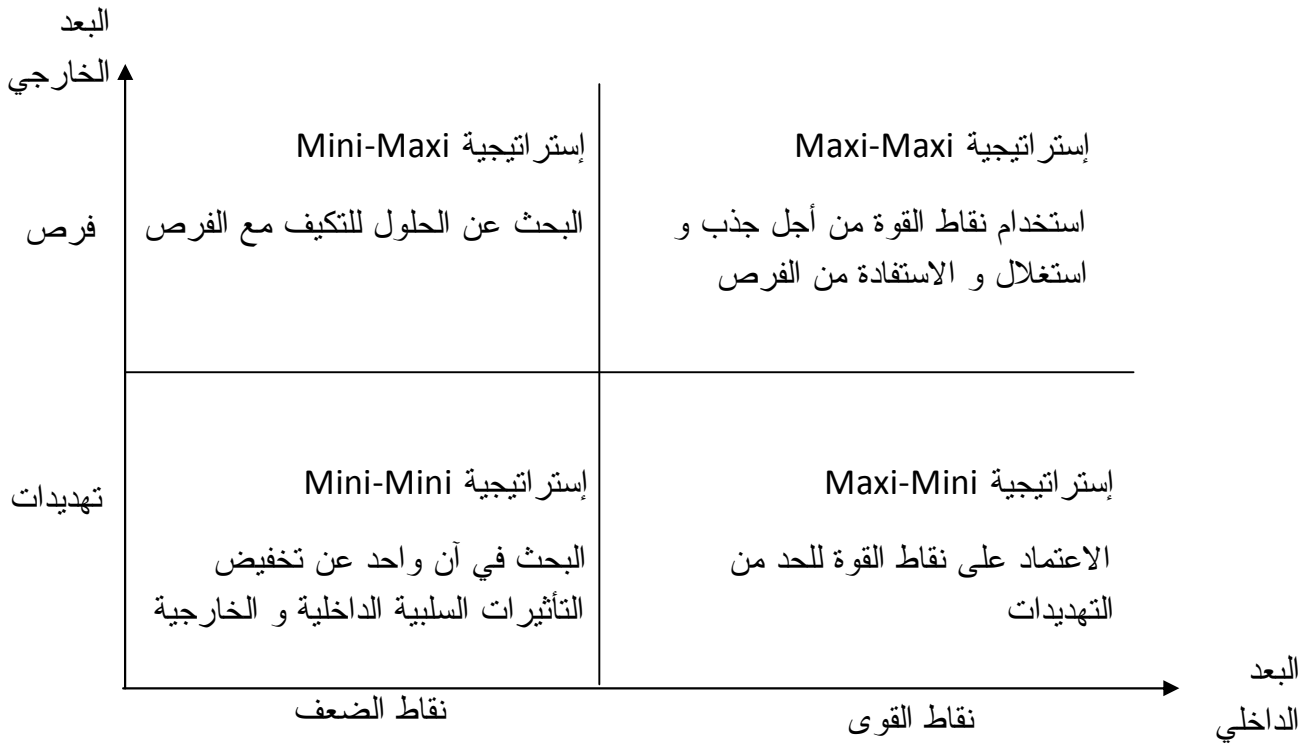 البعد
الخارجي
إستراتيجية Maxi-Maxi
استخدام نقاط القوة من أجل جذب و
استغلال و الاستفادة من الفرص
إستراتيجية Mini-Maxi
البحث عن الحلول للتكيف مع الفرص
فرص
إستراتيجية Maxi-Mini
الاعتماد على نقاط القوة للحد من
التهديدات
إستراتيجية Mini-Mini
البحث في آن واحد عن تخفيض
التأثيرات السلبية الداخلية و الخارجية
تهديدات
البعد
الداخلي
نقاط القوى
نقاط الضعف